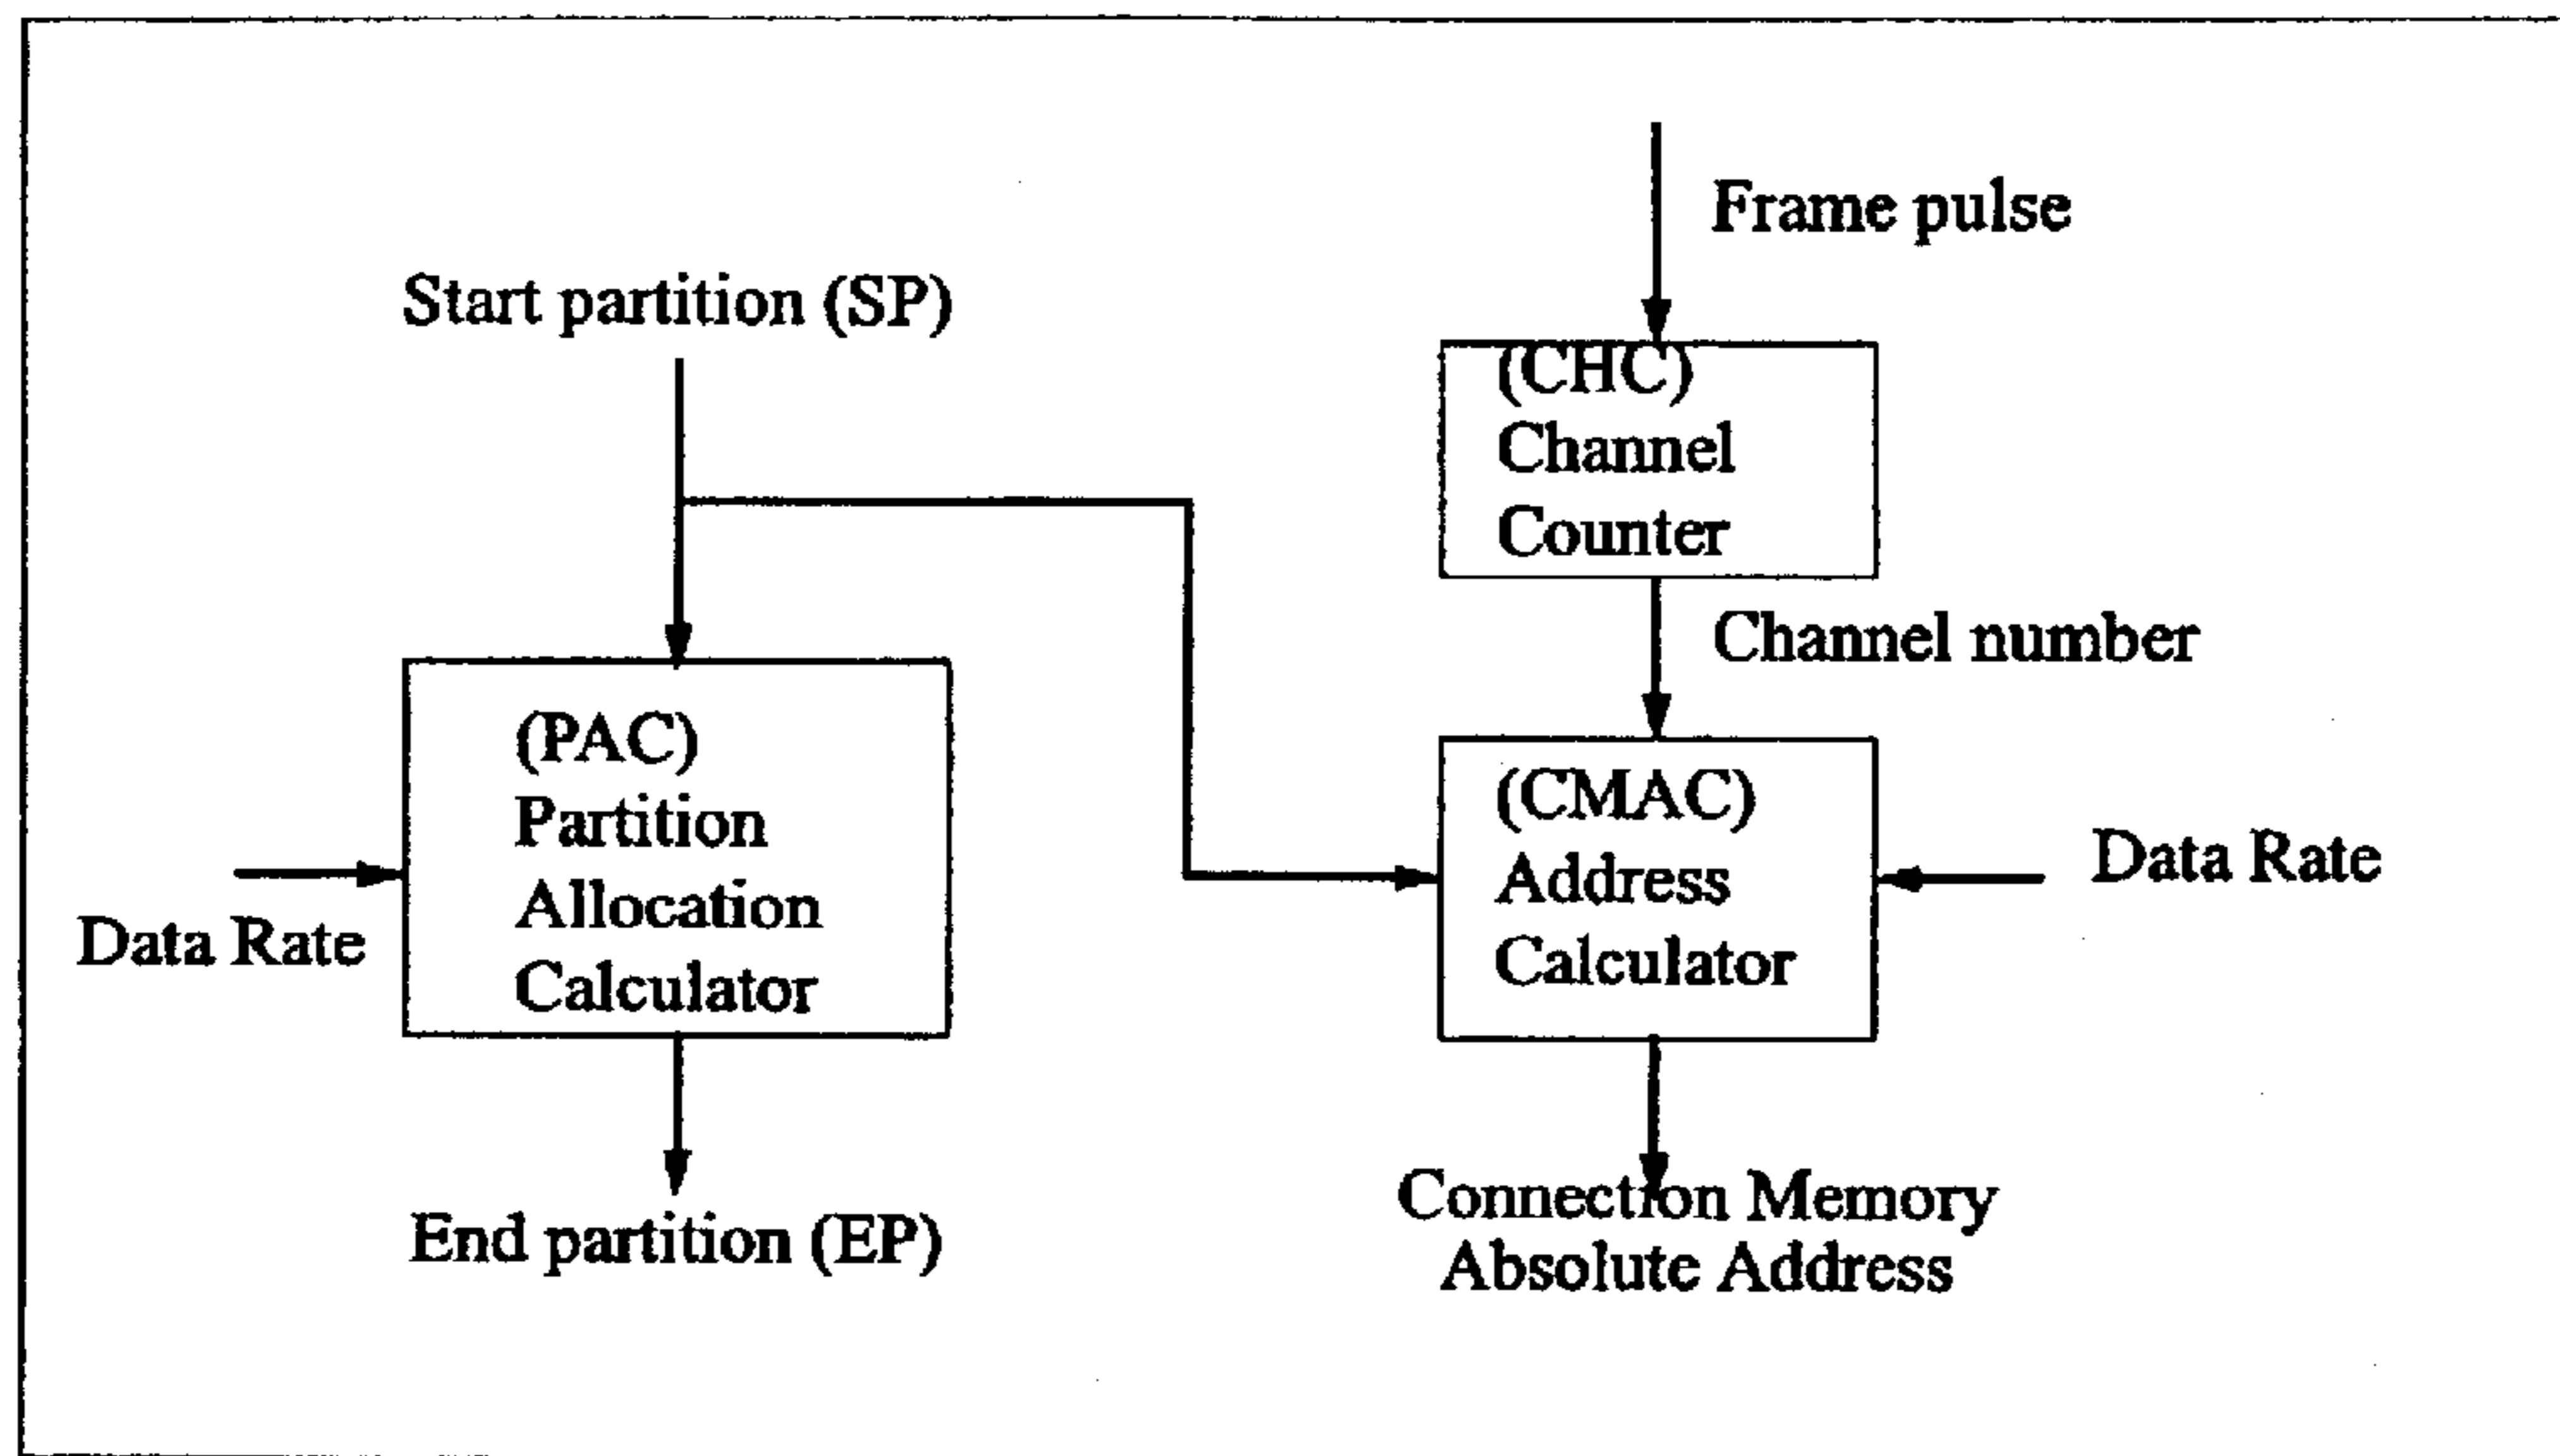 Frame pulse
Start partition (SP)
(CHC)
Channel
Counter
Channel number
(PAC)
Partition
Allocation
Calculator
Data Rate
(CMAC)
Address
Calculator
Data Rate
End partition (EP)
Connection Memory
Absolute Address